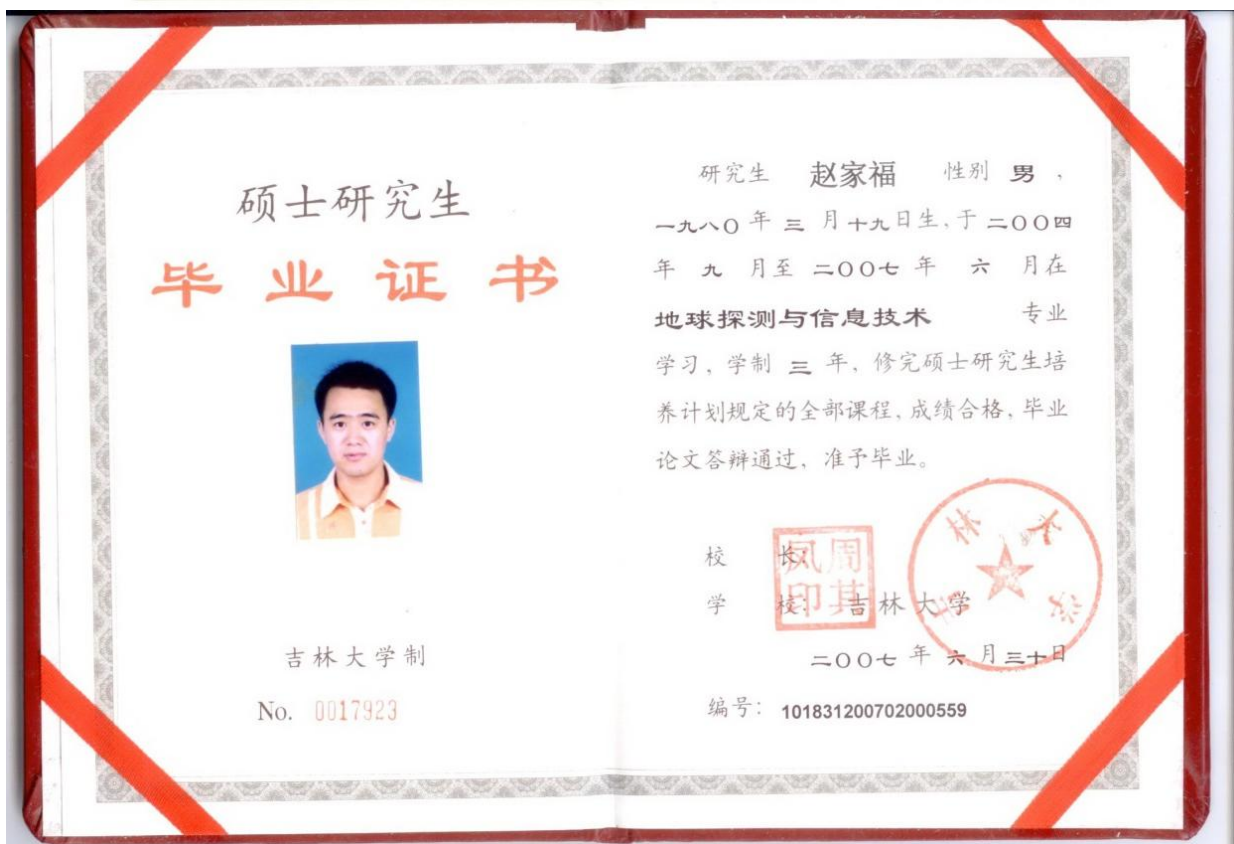 硕士研究生
毕业证书
吉林大学制
No. 0017923
研究生 赵家福 性别 男，
一九八〇年三月十九日生，于二〇〇四
年九月至二〇〇七年六月在
地球探测与信息技术 专业
学习，学制三年，修完硕士研究生培
养计划规定的全部课程，成绩合格，毕业
论文答辩通过，准予毕业。
校 长：
周其凤印
学 校：吉林大学
吉林大学
二〇〇七年六月三十日
编号：101831200702000559